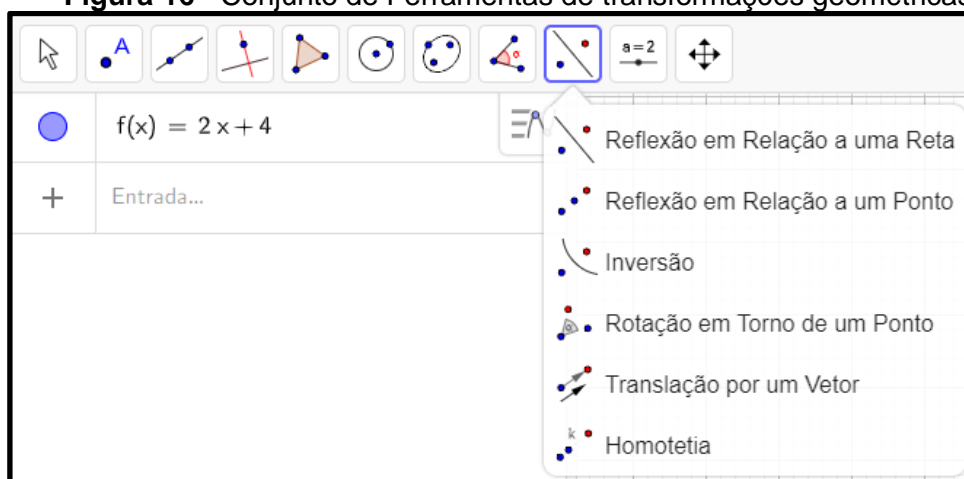 Figura 16 - Conjunto de Ferramentas de transformações geométricas
A
a=2
f(x) = 2x+4
Entrada...
Reflexão em Relação a uma Reta
Reflexão em Relação a um Ponto
Inversão
Rotação em Torno de um Ponto
Translação por um Vetor
k
Homotetia